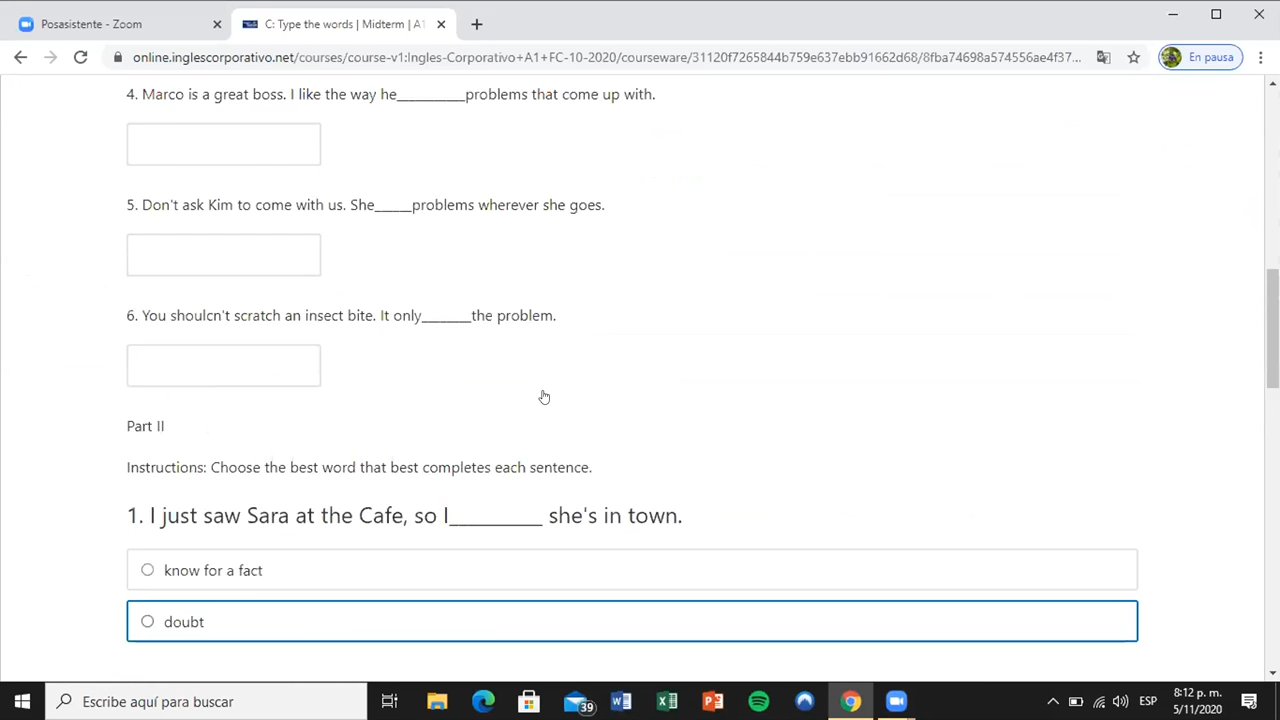 Posasistente - Zoom
C: Type the words | Midterm | A1
online.inglescorporativo.net/courses/course-v1:Ingles-Corporativo+A1+FC-10-2020/courseware/31120f7265844b759e637ebb91662d68/8fba74698a574556ae4f37...
En pausa
4. Marco is a great boss. I like the way he__________problems that come up with.
5. Don't ask Kim to come with us. She_____problems wherever she goes.
6. You shoulcn't scratch an insect bite. It only_______the problem.
Part II
Instructions: Choose the best word that best completes each sentence.
1. I just saw Sara at the Cafe, so I_________ she's in town.
know for a fact
doubt
Escribe aquí para buscar
39
ESP
8:12 p. m.
5/11/2020